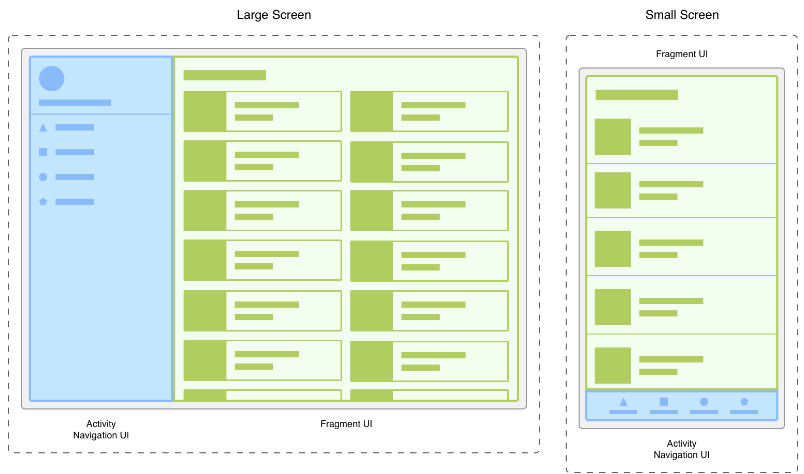 Large Screen
Small Screen
Fragment UI
Activity
Navigation UI
Fragment UI
Activity
Navigation UI